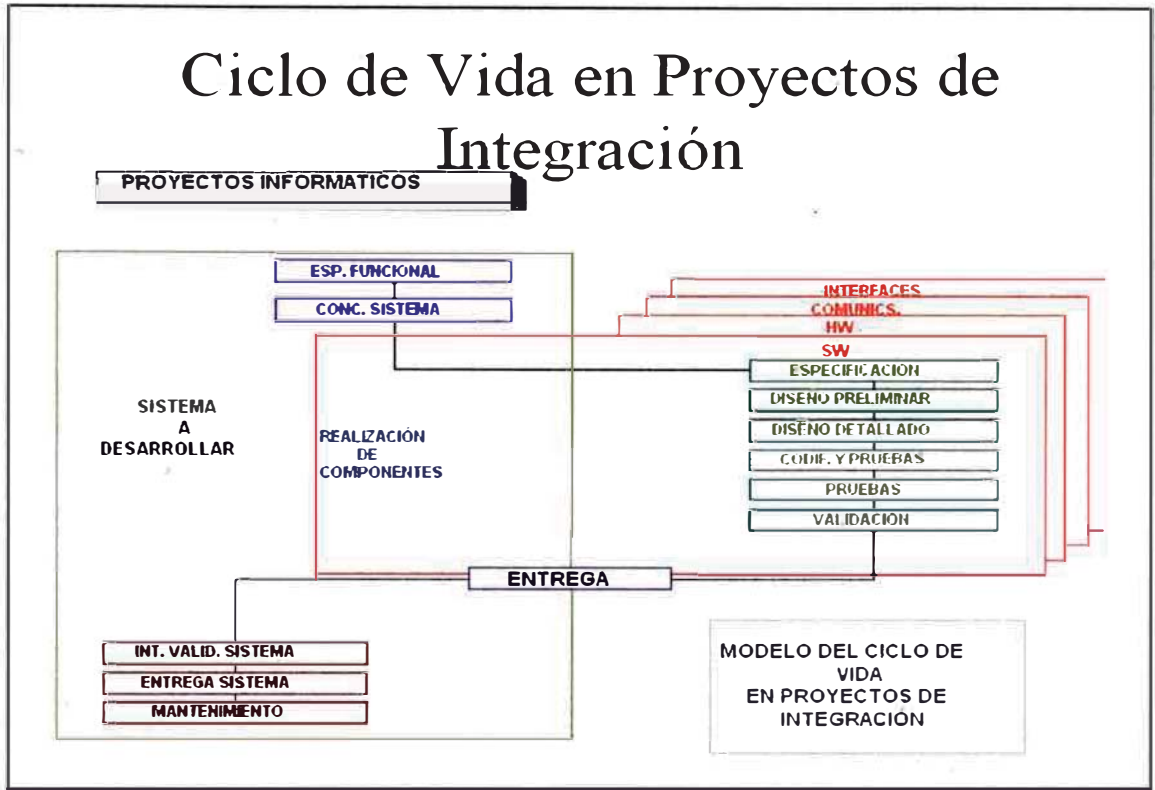 Ciclo de Vida en Proyectos de
Integración
PROYECTOS INFORMATICOS
ESP. FUNCIONAL
CONC. SISTEMA
INTERFACES
COMUNICS.
HW
SW
ESPECIFICACION
DISEÑO PRELIMINAR
DISEÑO DETALLADO
CODIF. Y PRUEBAS
PRUEBAS
VALIDACION
SISTEMA
A
DESARROLLAR
REALIZACIÓN
DE
COMPONENTES
ENTREGA
INT. VALID. SISTEMA
ENTREGA SISTEMA
MANTENIMIENTO
MODELO DEL CICLO DE
VIDA
EN PROYECTOS DE
INTEGRACIÓN